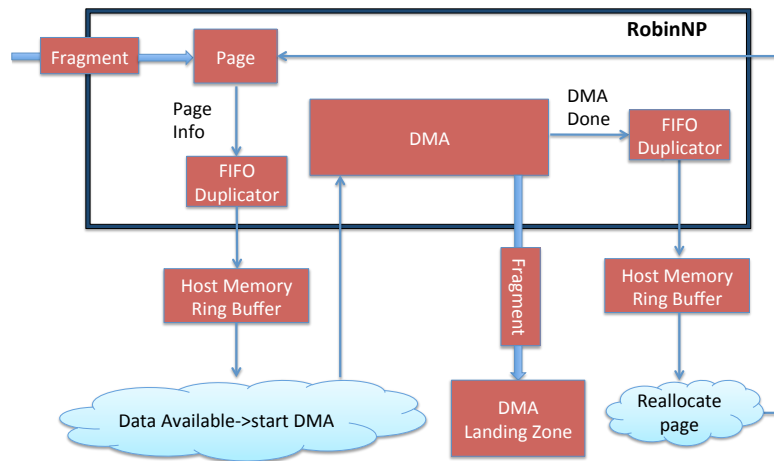 RobinNP
Fragment
Page
Page
Info
DMA
DMA
Done
FIFO
Duplicator
FIFO
Duplicator
Host Memory
Ring Buffer
Fragment
Host Memory
Ring Buffer
Data Available->start DMA
DMA
Landing Zone
Reallocate
page